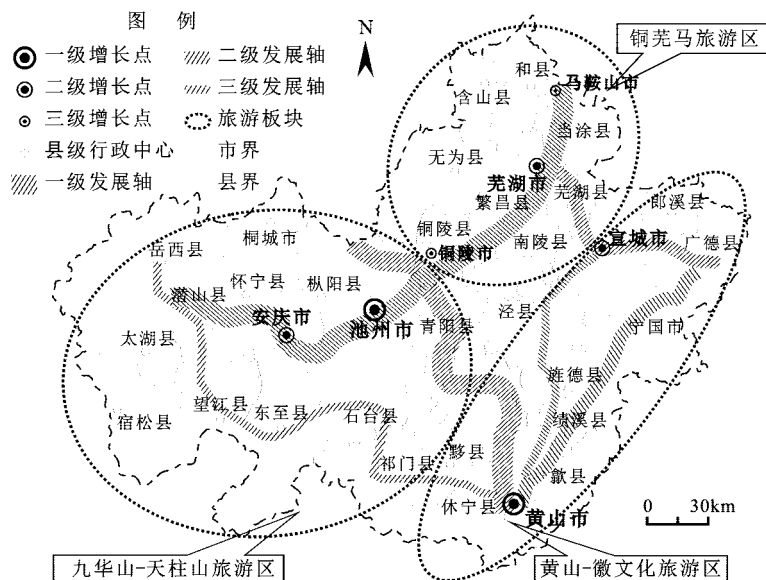 图 例
一级增长点
二级发展轴
二级增长点
三级发展轴
三级增长点
旅游板块
县级行政中心
市界
一级发展轴
县界
N
铜芜马旅游区
和县
马鞍山市
含山县
当涂县
无为县
芜湖市
芜湖县
繁昌县
郎溪县
铜陵县
南陵县
宣城市
广德县
铜陵市
桐城市
岳西县
怀宁县
枞阳县
潜山县
安庆市
池州市
青阳县
泾县
宁国市
太湖县
旌德县
望江县
东至县
石台县
宿松县
绩溪县
黟县
祁门县
歙县
休宁县
黄山市
0 30km
九华山-天柱山旅游区
黄山-徽文化旅游区